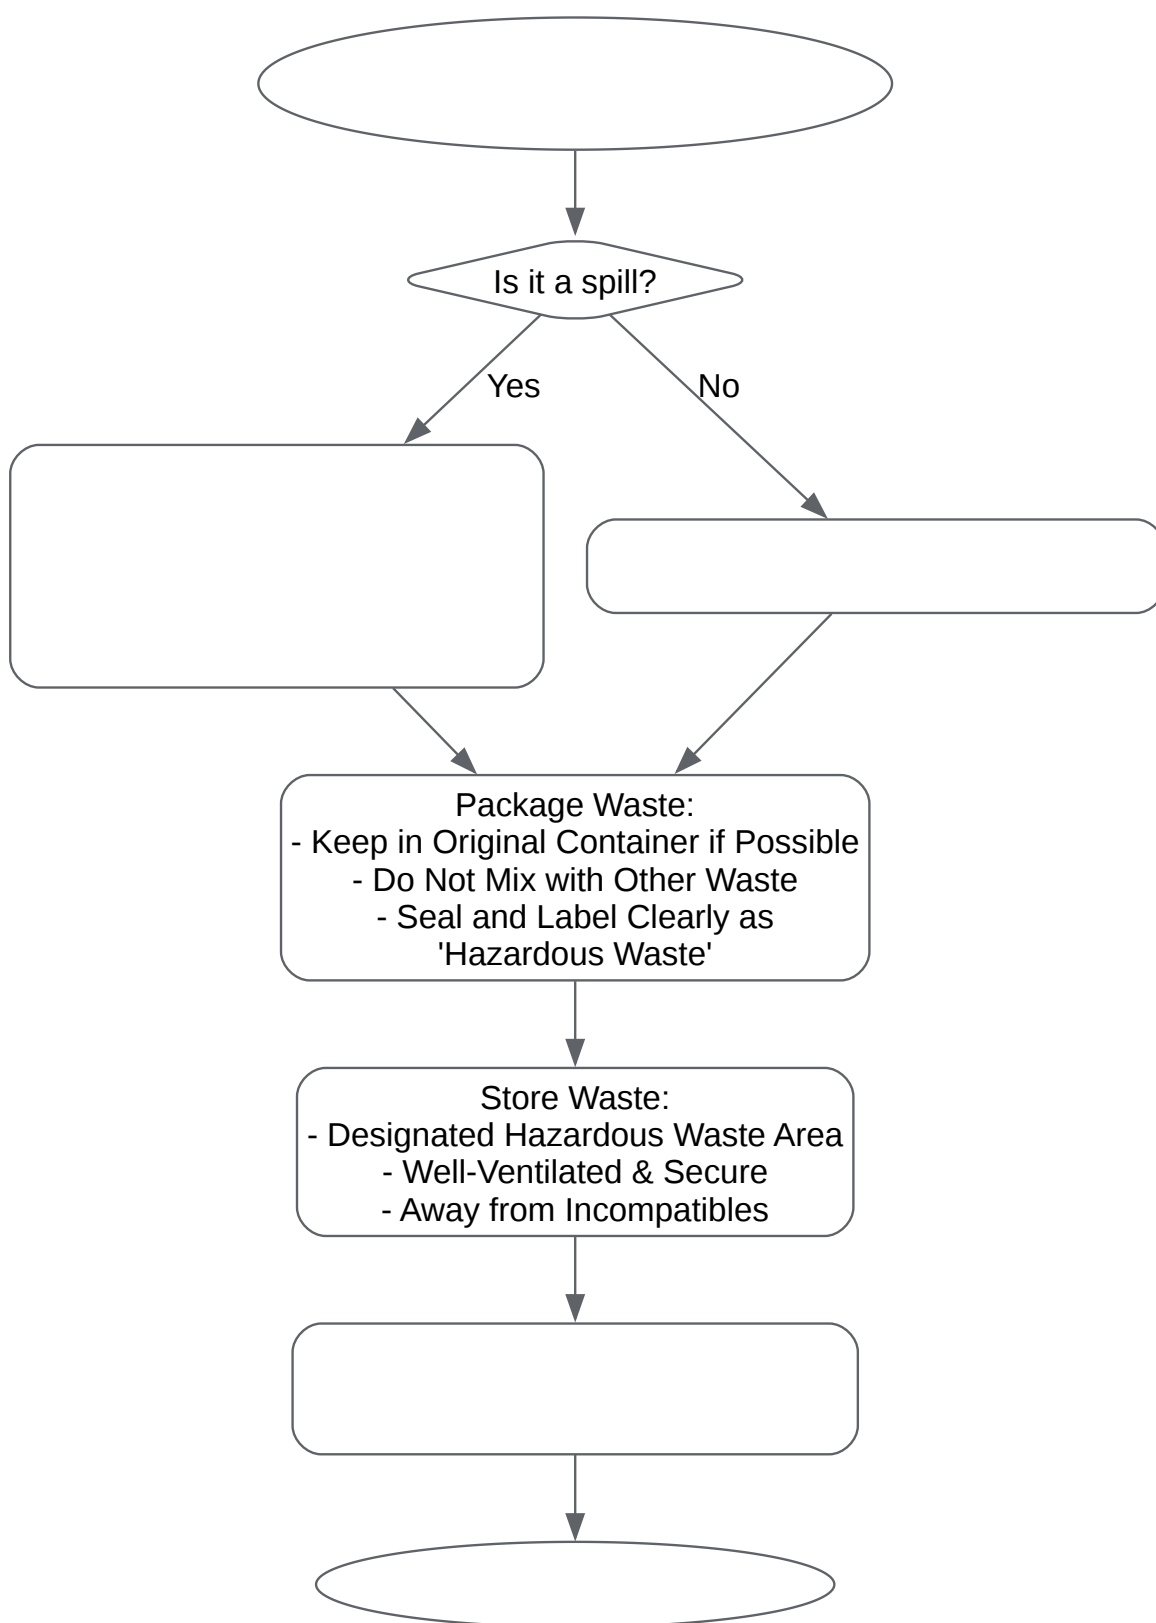 Is it a spill?
Yes
No
Package Waste:
- Keep in Original Container if Possible
- Do Not Mix with Other Waste
- Seal and Label Clearly as
'Hazardous Waste'
Store Waste:
- Designated Hazardous Waste Area
- Well-Ventilated & Secure
- Away from Incompatibles